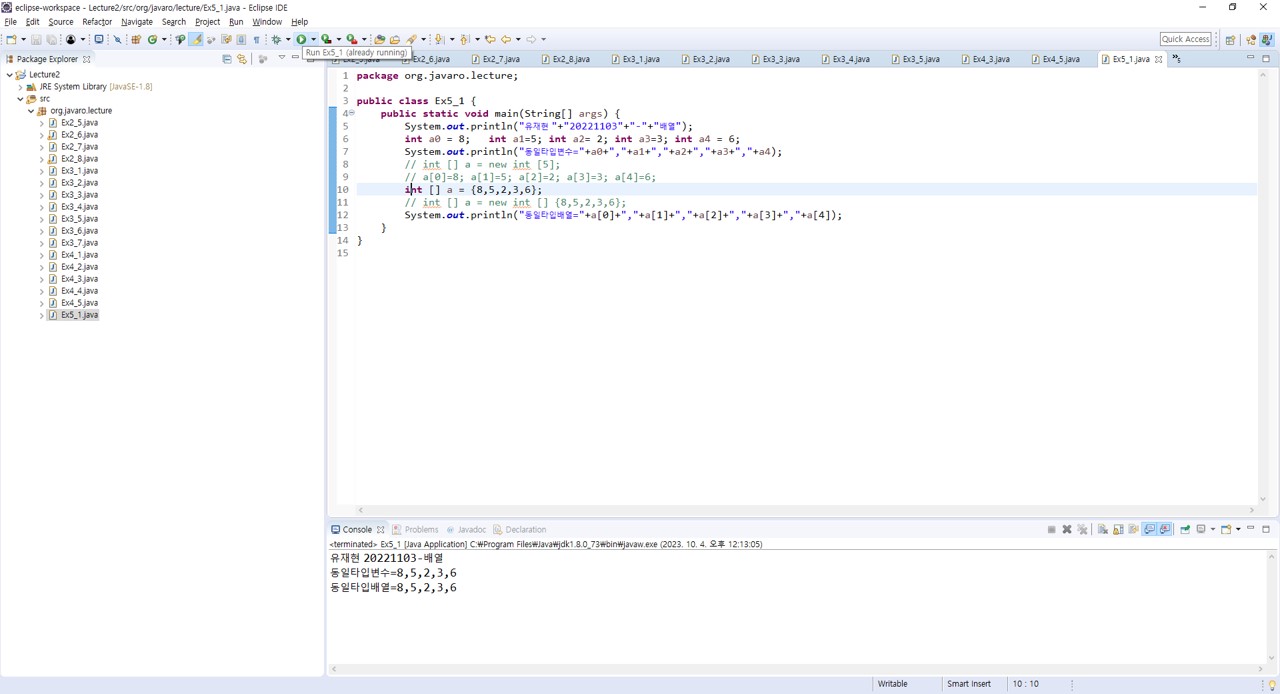 eclipse-workspace - Lecture2/src/org/javaro/lecture/Ex5_1.java - Eclipse IDE
File Edit Source Refactor Navigate Search Project Run Window Help
Quick Access
Run Ex5_1 (already running)
Package Explorer
Lecture2
JRE System Library [JavaSE-1.8]
src
org.javaro.lecture
Ex2_5.java
Ex2_6.java
Ex2_7.java
Ex2_8.java
Ex3_1.java
Ex3_2.java
Ex3_3.java
Ex3_4.java
Ex3_5.java
Ex3_6.java
Ex3_7.java
Ex4_1.java
Ex4_2.java
Ex4_3.java
Ex4_4.java
Ex4_5.java
Ex5_1.java
Ex2_6.java Ex2_7.java Ex2_8.java Ex3_1.java Ex3_2.java Ex3_3.java Ex3_4.java Ex3_5.java Ex4_3.java Ex4_5.java Ex5_1.java »5
1 package org.javaro.lecture;
2
3 public class Ex5_1 {
4 public static void main(String[] args) {
5 System.out.println("유재현 "+"20221103"+"-"+"배열");
6 int a0 = 8; int a1=5; int a2= 2; int a3=3; int a4 = 6;
7 System.out.println("동일타입변수="+a0+","+a1+","+a2+","+a3+","+a4);
8 // int [] a = new int [5];
9 // a[0]=8; a[1]=5; a[2]=2; a[3]=3; a[4]=6;
10 int [] a = {8,5,2,3,6};
11 // int [] a = new int [] {8,5,2,3,6};
12 System.out.println("동일타입배열="+a[0]+","+a[1]+","+a[2]+","+a[3]+","+a[4]);
13 }
14 }
15
Console Problems Javadoc Declaration
<terminated> Ex5_1 [Java Application] C:₩Program Files₩Java₩jdk1.8.0_73₩bin₩javaw.exe (2023. 10. 4. 오후 12:13:05)
유재현 20221103-배열
동일타입변수=8,5,2,3,6
동일타입배열=8,5,2,3,6
Writable Smart Insert 10 : 10